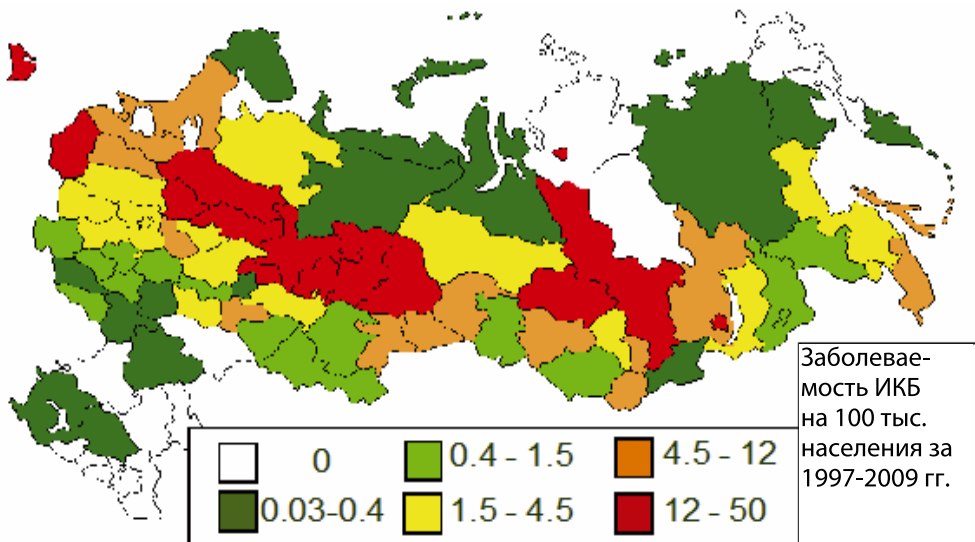 Заболевае-
мость ИКБ
на 100 тыс.
населения за
1997-2009 гг.
0
0.4 - 1.5
4.5 - 12
0.03-0.4
1.5 - 4.5
12 - 50